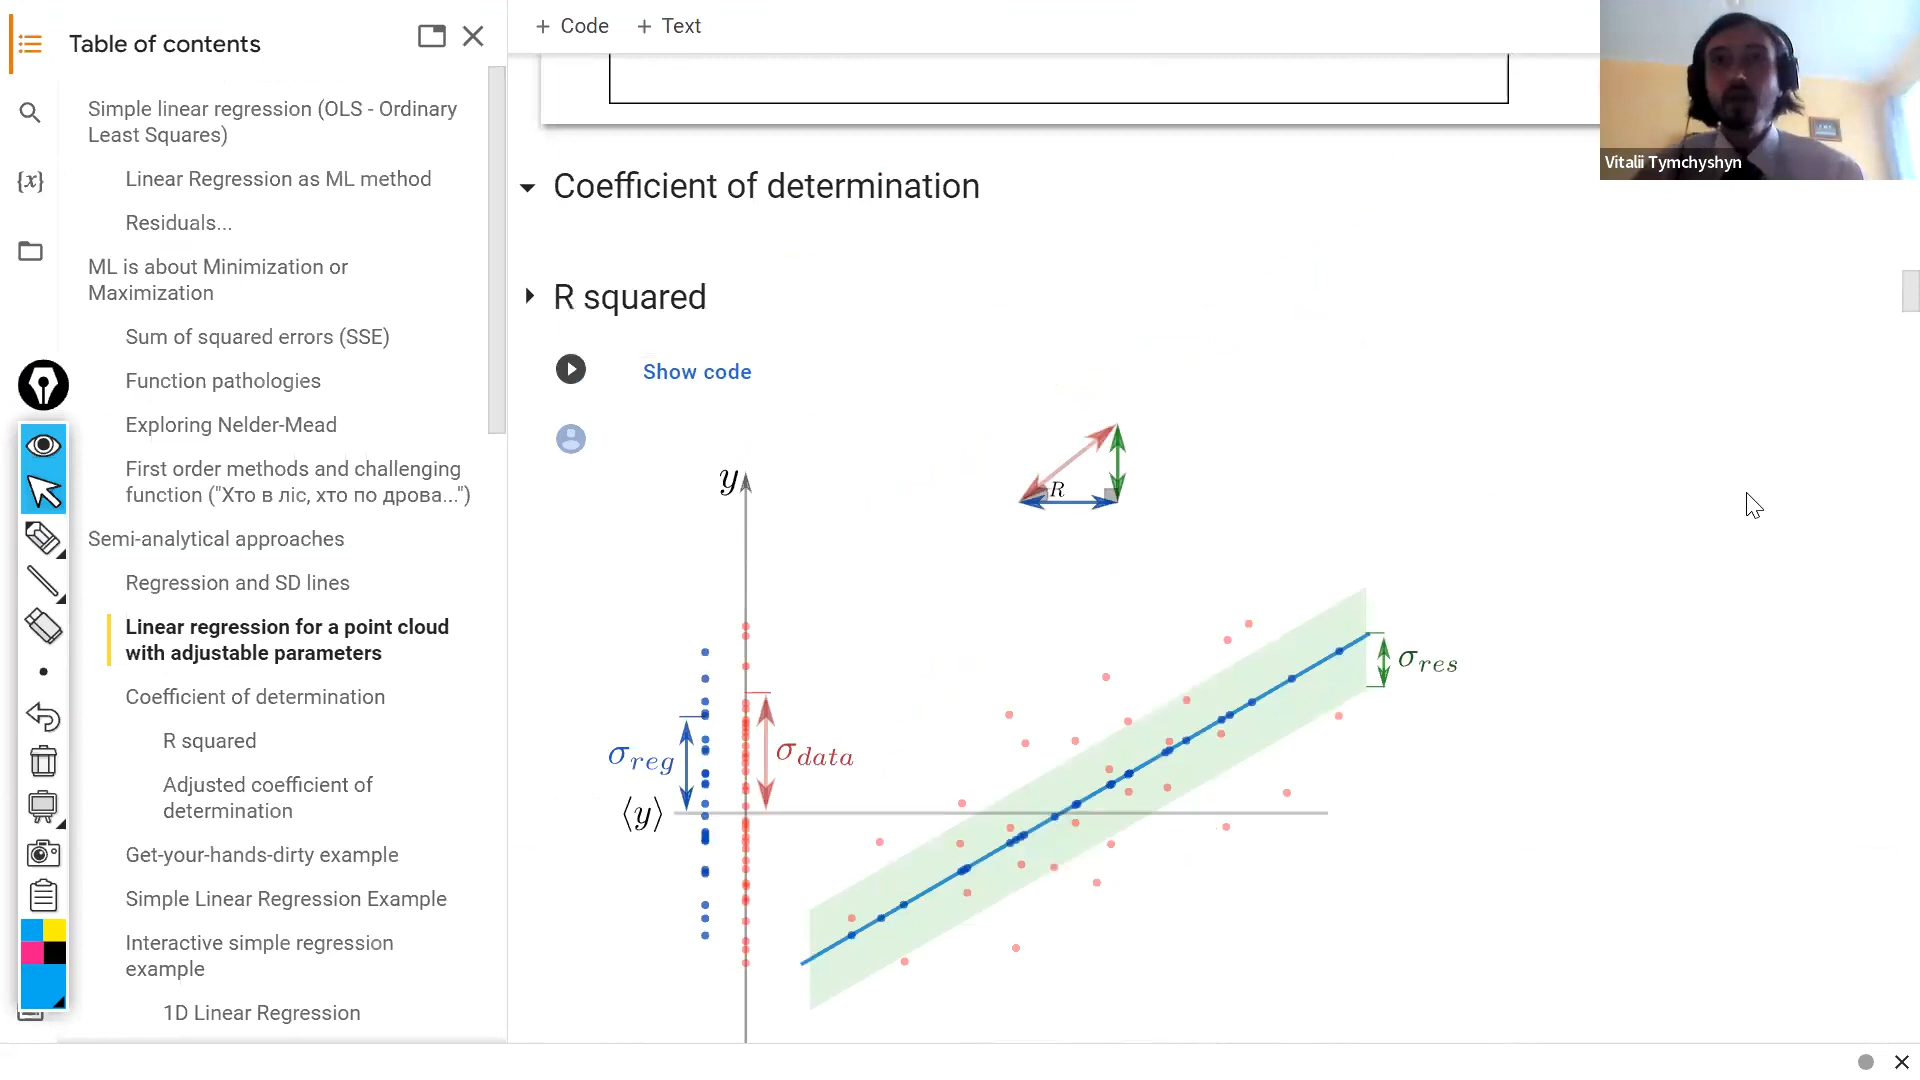 Table of contents
Simple linear regression (OLS - Ordinary
Least Squares)
Linear Regression as ML method
Residuals...
ML is about Minimization or
Maximization
Sum of squared errors (SSE)
Function pathologies
Exploring Nelder-Mead
First order methods and challenging
function ("Хто в ліс, хто по дрова...")
Semi-analytical approaches
Regression and SD lines
Linear regression for a point cloud
with adjustable parameters
Coefficient of determination
R squared
Adjusted coefficient of
determination
Get-your-hands-dirty example
Simple Linear Regression Example
Interactive simple regression
example
1D Linear Regression
{x}
+ Code + Text
Coefficient of determination
R squared
Show code
y
R
σres
σreg
σdata
⟨y⟩
Vitalii Tymchyshyn